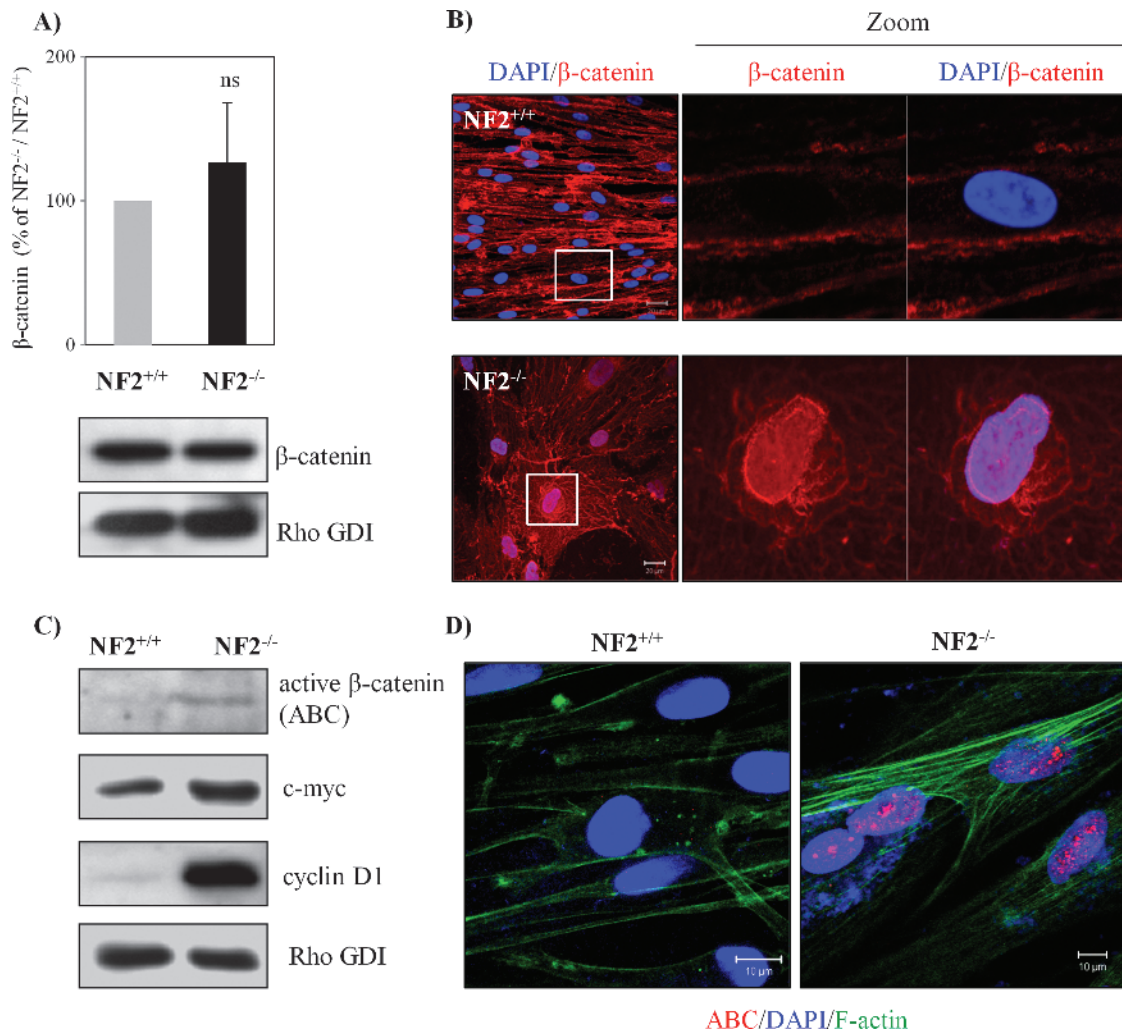 A)
200
100
0
β-catenin (% of NF2-/- / NF2+/+)
ns
NF2+/+ NF2-/-
β-catenin
Rho GDI
B)
Zoom
DAPI/β-catenin β-catenin DAPI/β-catenin
NF2+/+
NF2-/-
20 µm
C)
NF2+/+ NF2-/-
active β-catenin
(ABC)
c-myc
cyclin D1
Rho GDI
D)
NF2+/+ NF2-/-
10 µm 10 µm
ABC/DAPI/F-actin